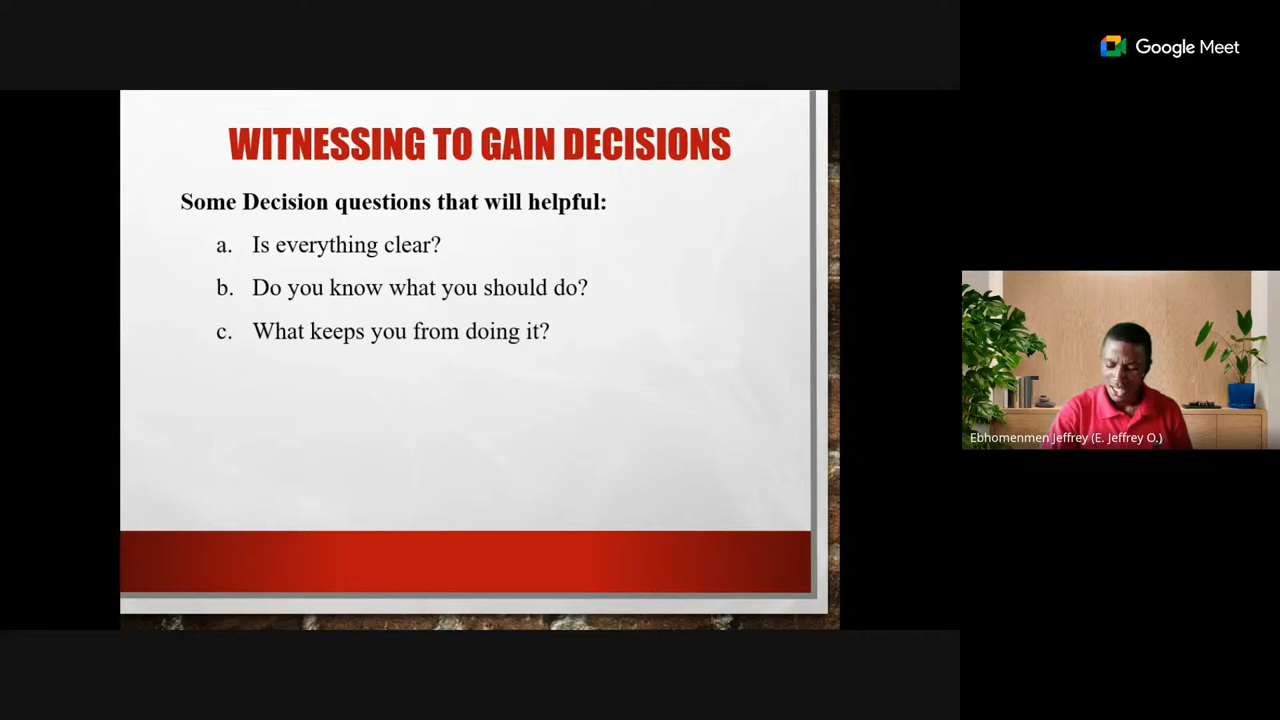 Google Meet
WITNESSING TO GAIN DECISIONS
Some Decision questions that will helpful:
a. Is everything clear?
b. Do you know what you should do?
c. What keeps you from doing it?
Ebhomenmen Jeffrey (E. Jeffrey O.)